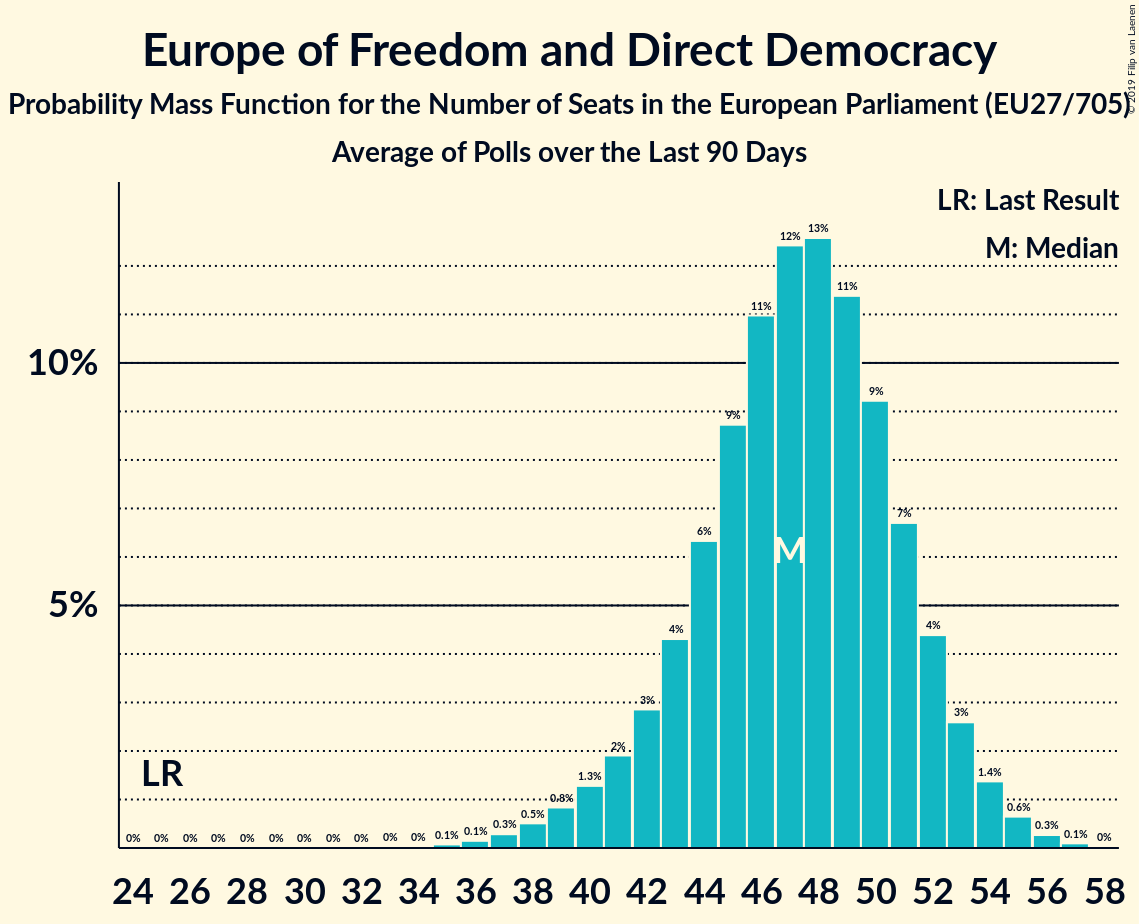 Europe of Freedom and Direct Democracy
Probability Mass Function for the Number of Seats in the European Parliament (EU27/705)
Average of Polls over the Last 90 Days
© 2019 Filip van Laenen
LR: Last Result
M: Median
10%
5%
LR
M
0% 0% 0% 0% 0% 0% 0% 0% 0% 0% 0% 0.1% 0.1% 0.3% 0.5% 0.8% 1.3% 2% 3% 4% 6% 9% 11% 12% 13% 11% 9% 7% 4% 3% 1.4% 0.6% 0.3% 0.1% 0%
24 26 28 30 32 34 36 38 40 42 44 46 48 50 52 54 56 58